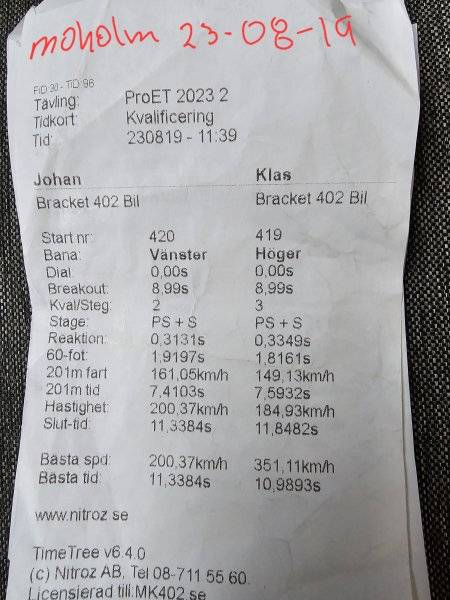 moholm 23-08-19
FID 30 - TID 96
Tävling: ProET 2023 2
Tidkort: Kvalificering
Tid: 230819 - 11:39
Johan Klas
Bracket 402 Bil Bracket 402 Bil
Start nr: 420 419
Bana: Vänster Höger
Dial: 0,00s 0,00s
Breakout: 8,99s 8,99s
Kval/Steg: 2 3
Stage: PS + S PS + S
Reaktion: 0,3131s 0,3349s
60-fot: 1,9197s 1,8161s
201m fart 161,05km/h 149,13km/h
201m tid 7,4103s 7,5932s
Hastighet: 200,37km/h 184,93km/h
Slut-tid: 11,3384s 11,8482s
Bästa spd: 200,37km/h 351,11km/h
Bästa tid: 11,3384s 10,9893s
www.nitroz.se
TimeTree v6.4.0
(c) Nitroz AB, Tel 08-711 55 60.
Licensierad till:MK402.se